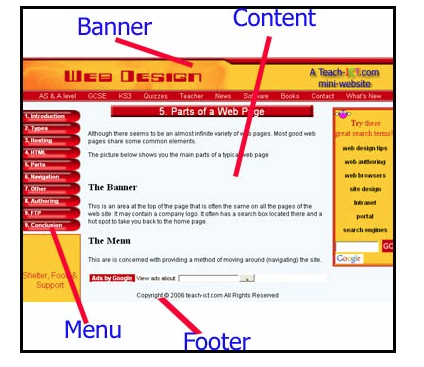 Banner
Content
WEB DESIGN
A Teach-ICT.com
mini-website
AS & A level GCSE KS3 Quizzes Teacher News Software Books Contact What's New
5. Parts of a Web Page
1. Introduction
2. Types
3. Hosting
4. HTML
5. Parts
6. Navigation
7. Other
8. Authoring
9. FTP
9. Conclusion
Shelter, Food &
Support
Although there seems to be an almost infinite variety of web pages. Most good web
pages share some common elements.
The picture below shows you the main parts of a typical web page
The Banner
This is an area at the top of the page that is often the same on all the pages of the
web site. It may contain a company logo. It often has a search box located there and a
hot spot to take you back to the home page.
The Menu
This are is concerned with providing a method of moving around (navigating) the site.
Ads by Google View ads about:
Copyright © 2006 teach-ict.com All Rights Reserved
Try these
great search terms!
web design tips
web authoring
web browsers
site design
Intranet
portal
search engines
GO
Google
Menu
Footer